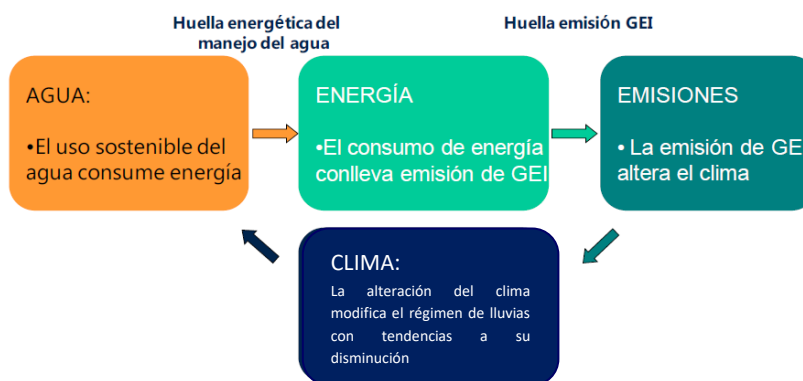 Huella energética del
manejo del agua
Huella emisión GEI
AGUA:
•El uso sostenible del
agua consume energía
ENERGÍA
•El consumo de energía
conlleva emisión de GEI
EMISIONES
• La emisión de GE
altera el clima
CLIMA:
La alteración del clima
modifica el régimen de lluvias
con tendencias a su
disminución